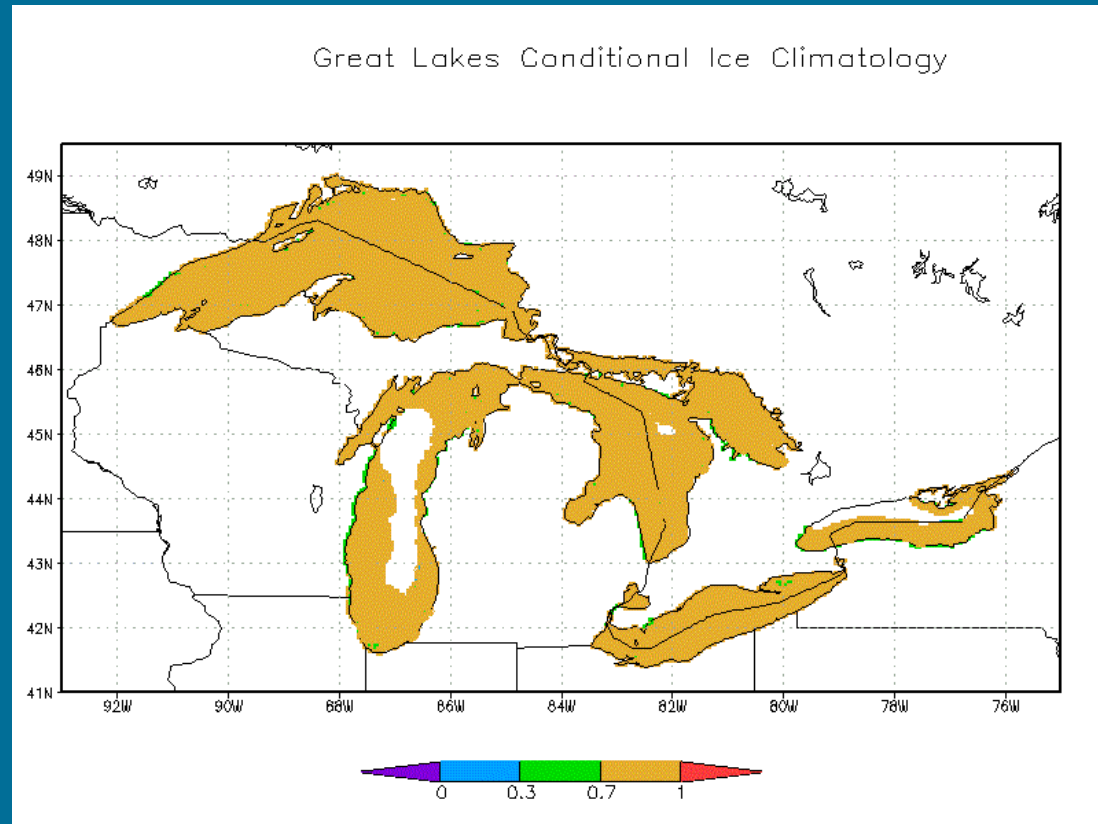 Great Lakes Conditional Ice Climatology
49N
48N
47N
46N
45N
44N
43N
42N
41N
92W 90W 88W 86W 84W 82W 80W 78W 76W
0 0.3 0.7 1